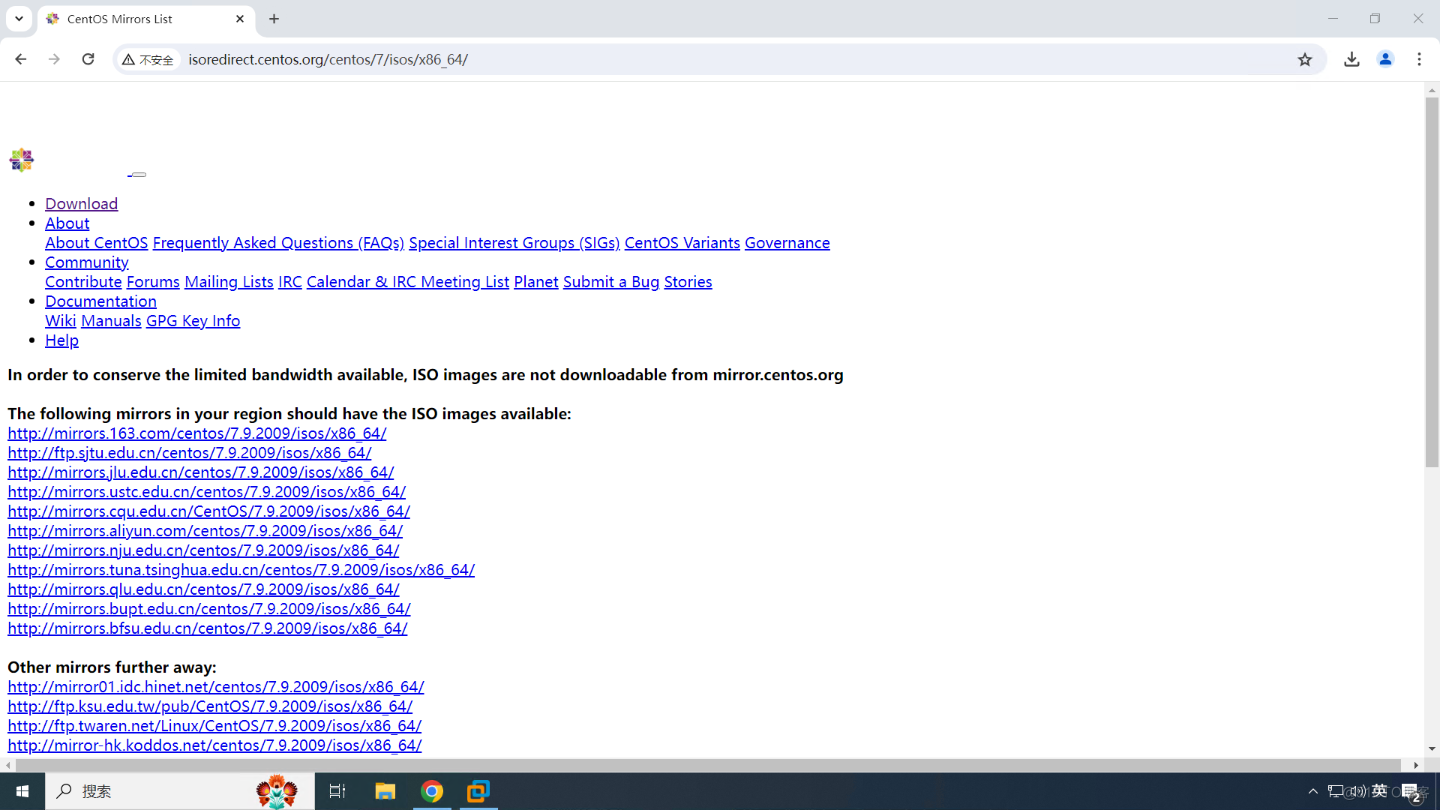 CentOS Mirrors List
不安全 isoredirect.centos.org/centos/7/isos/x86_64/
Download
About
About CentOS Frequently Asked Questions (FAQs) Special Interest Groups (SIGs) CentOS Variants Governance
Community
Contribute Forums Mailing Lists IRC Calendar & IRC Meeting List Planet Submit a Bug Stories
Documentation
Wiki Manuals GPG Key Info
Help
In order to conserve the limited bandwidth available, ISO images are not downloadable from mirror.centos.org
The following mirrors in your region should have the ISO images available:
http://mirrors.163.com/centos/7.9.2009/isos/x86_64/
http://ftp.sjtu.edu.cn/centos/7.9.2009/isos/x86_64/
http://mirrors.jlu.edu.cn/centos/7.9.2009/isos/x86_64/
http://mirrors.ustc.edu.cn/centos/7.9.2009/isos/x86_64/
http://mirrors.cqu.edu.cn/CentOS/7.9.2009/isos/x86_64/
http://mirrors.aliyun.com/centos/7.9.2009/isos/x86_64/
http://mirrors.nju.edu.cn/centos/7.9.2009/isos/x86_64/
http://mirrors.tuna.tsinghua.edu.cn/centos/7.9.2009/isos/x86_64/
http://mirrors.qlu.edu.cn/centos/7.9.2009/isos/x86_64/
http://mirrors.bupt.edu.cn/centos/7.9.2009/isos/x86_64/
http://mirrors.bfsu.edu.cn/centos/7.9.2009/isos/x86_64/
Other mirrors further away:
http://mirror01.idc.hinet.net/centos/7.9.2009/isos/x86_64/
http://ftp.ksu.edu.tw/pub/CentOS/7.9.2009/isos/x86_64/
http://ftp.twaren.net/Linux/CentOS/7.9.2009/isos/x86_64/
http://mirror-hk.koddos.net/centos/7.9.2009/isos/x86_64/
搜索 英 2